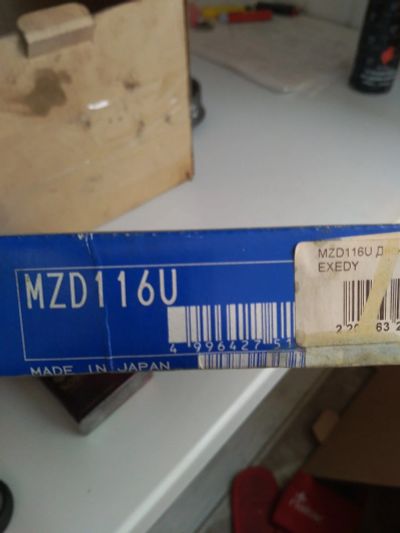 MZD116U
4 996427 51
MADE IN JAPAN
MZD116U
EXEDY